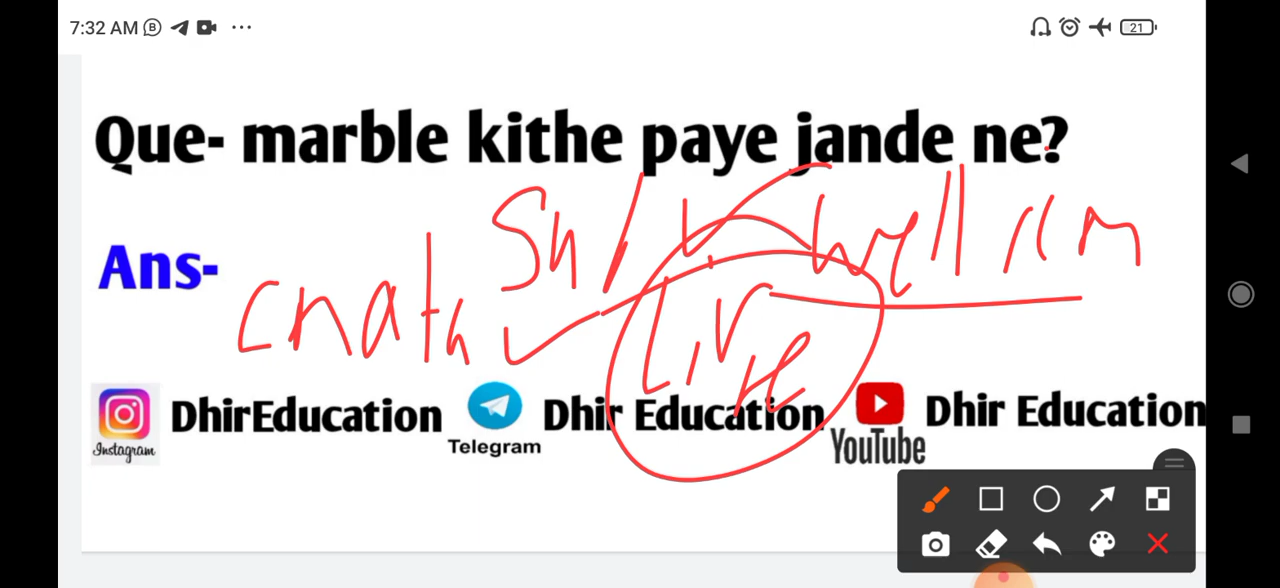 7:32 AM B ... 21
Que- marble kithe paye jande ne?
Ans-
Live
Instagram DhirEducation Telegram Dhir Education YouTube Dhir Education